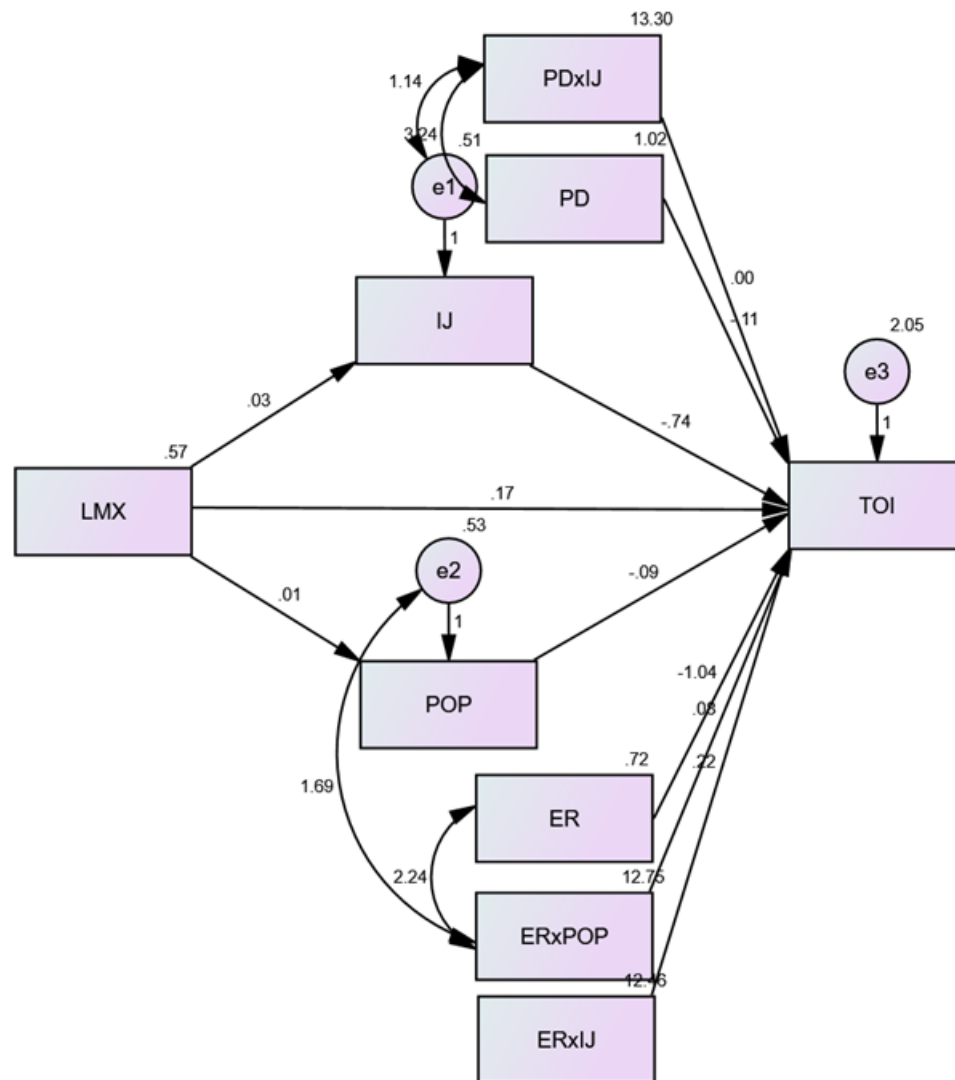 13.30
PDxIJ
1.14
3.24
.51
1.02
e1
PD
1
IJ
.00
-.11
2.05
e3
.03
-.74
1
.57
LMX
.17
TOI
.53
e2
-.09
.01
1
POP
-1.04
.08
.72
.22
1.69
ER
2.24
12.75
ERxPOP
12.46
ERxIJ